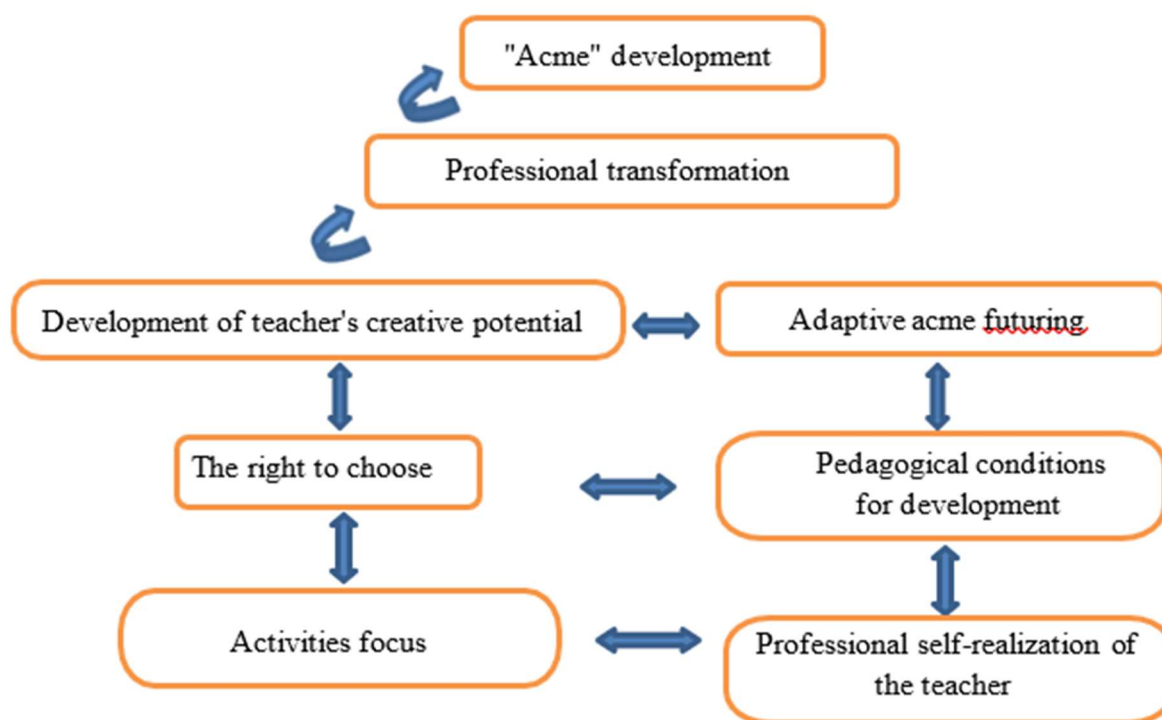 "Acme" development
Professional transformation
Development of teacher's creative potential
Adaptive acme futuring
The right to choose
Pedagogical conditions
for development
Activities focus
Professional self-realization of
the teacher